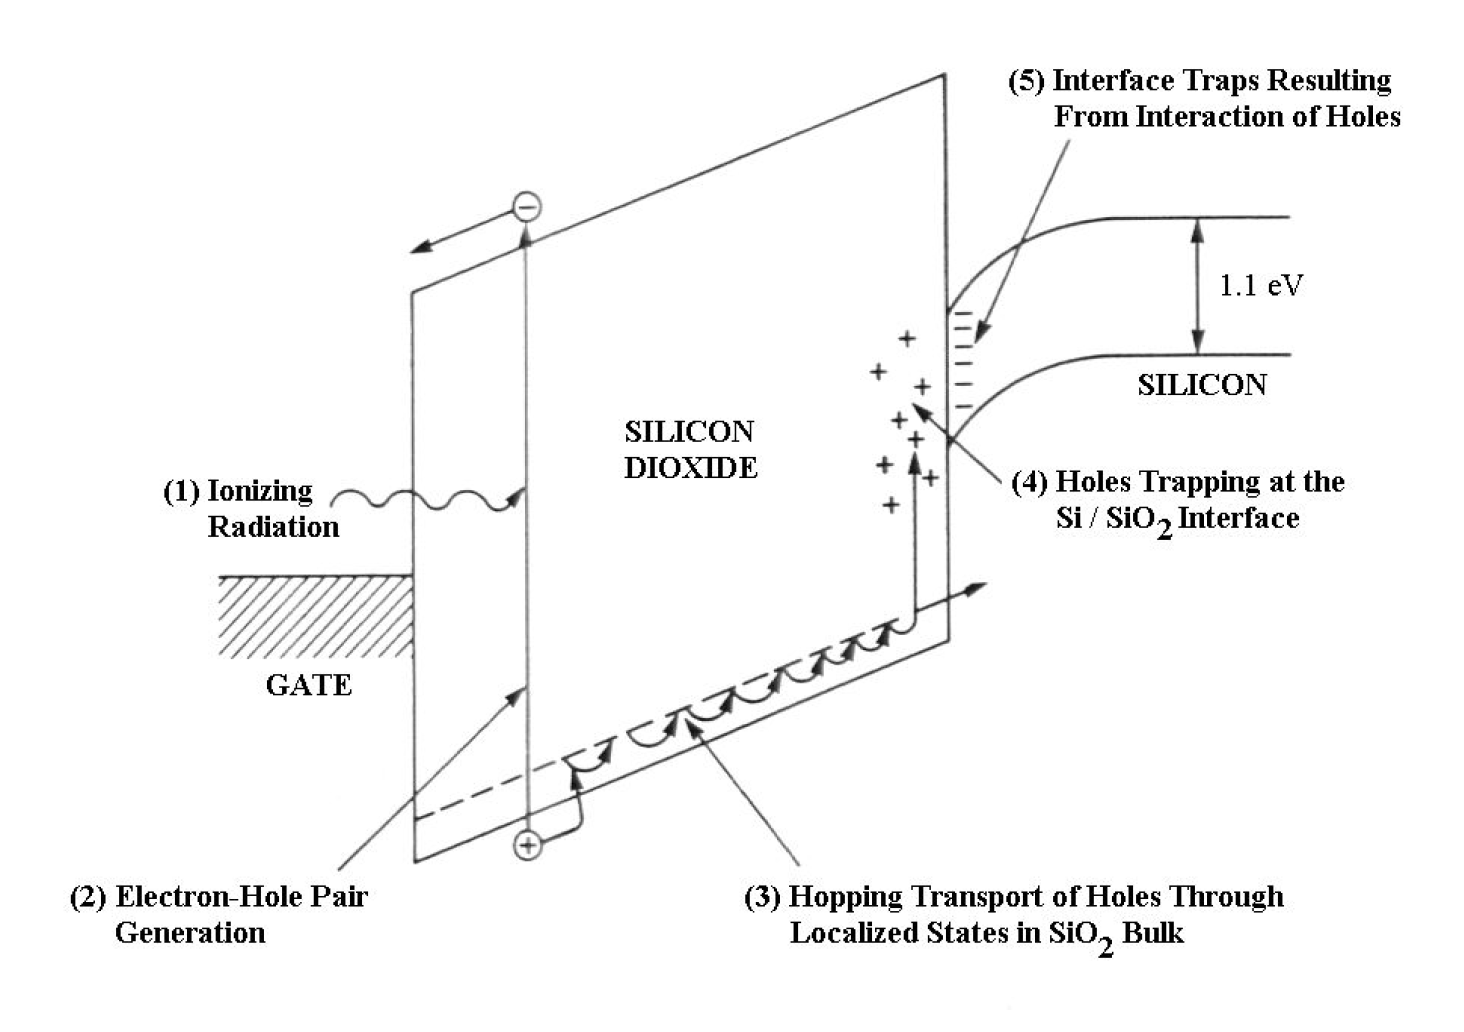 (5) Interface Traps Resulting
From Interaction of Holes
1.1 eV
SILICON
SILICON
DIOXIDE
(1) Ionizing
Radiation
(4) Holes Trapping at the
Si / SiO2 Interface
GATE
(2) Electron-Hole Pair
Generation
(3) Hopping Transport of Holes Through
Localized States in SiO2 Bulk